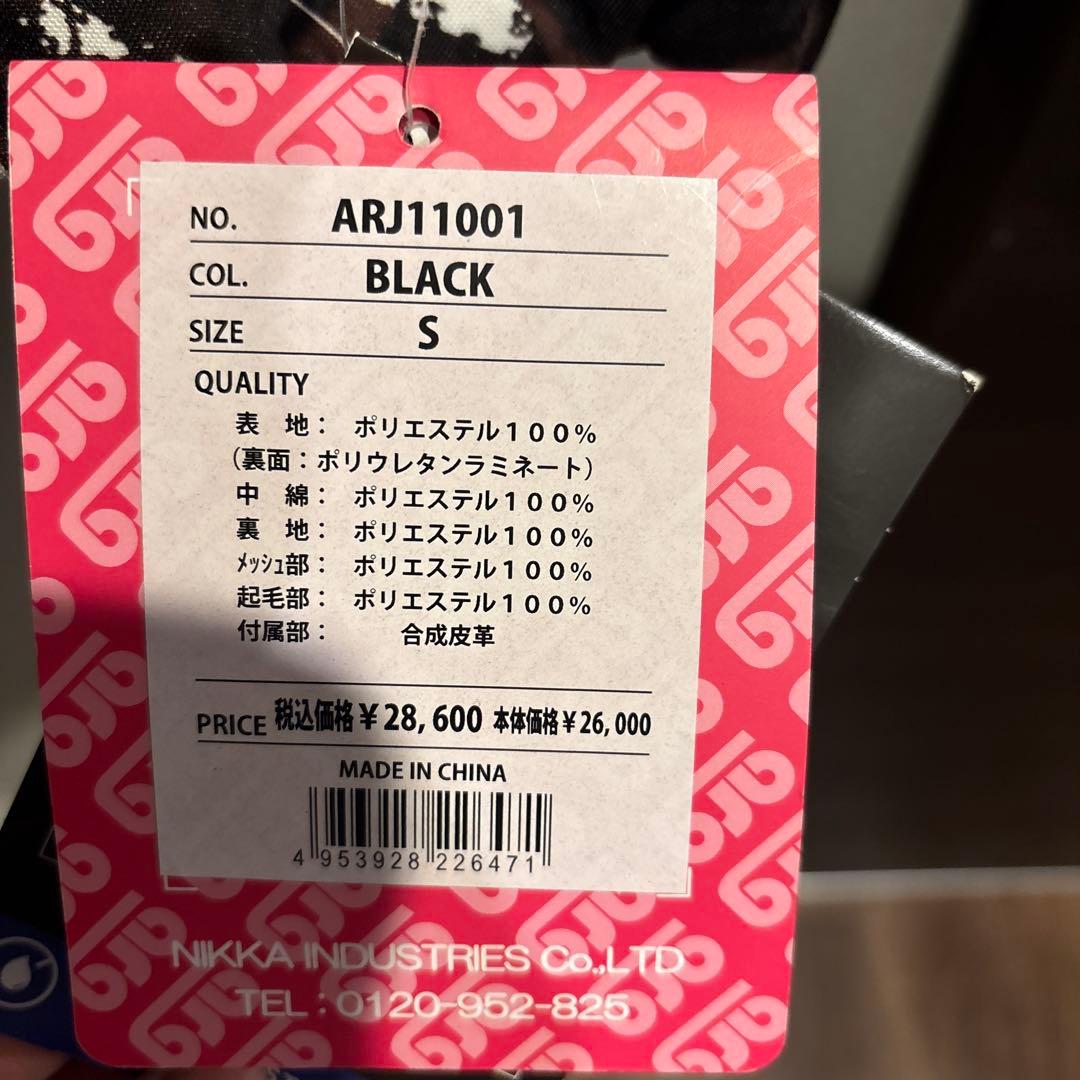 NO. ARJ11001
COL. BLACK
SIZE S
QUALITY
表 地： ポリエステル１００％
（裏面：ポリウレタンラミネート）
中 綿： ポリエステル１００％
裏 地： ポリエステル１００％
ﾒｯｼｭ部： ポリエステル１００％
起毛部： ポリエステル１００％
付属部： 合成皮革
PRICE 税込価格￥28,600 本体価格￥26,000
MADE IN CHINA
4 953928 226471
NIKKA INDUSTRIES Co.,LTD
TEL : 0120-952-825